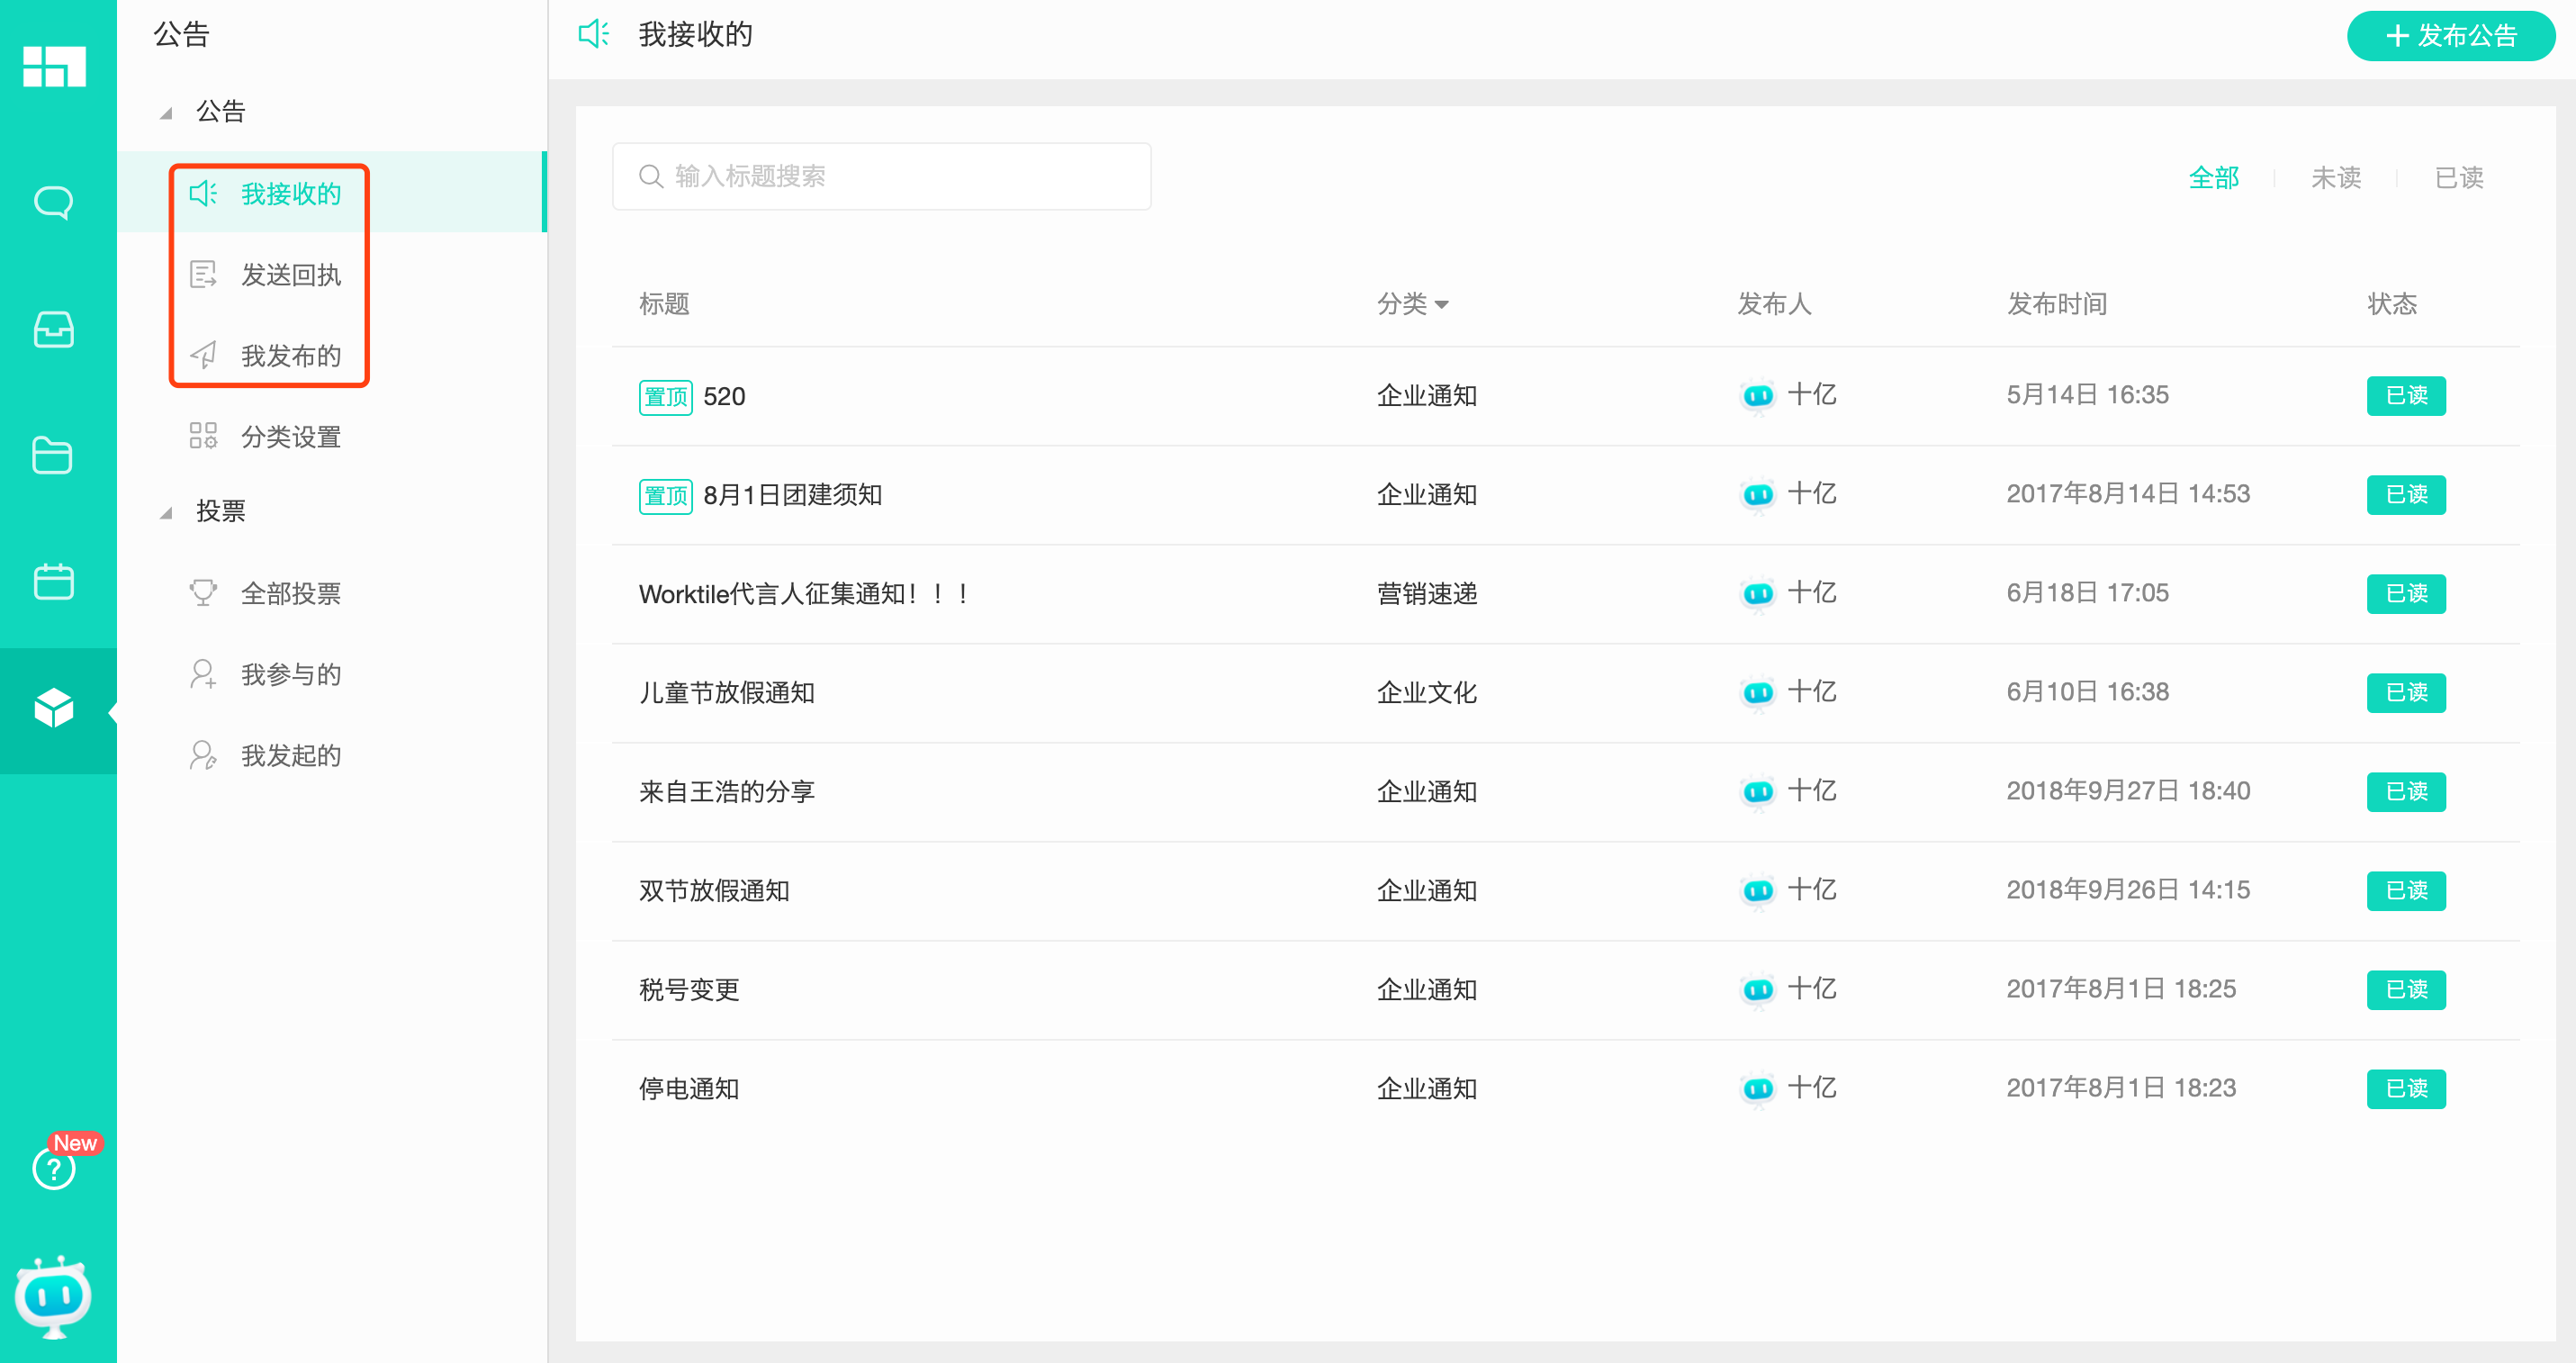 公告
公告
我接收的
发送回执
我发布的
分类设置
投票
全部投票
我参与的
我发起的
New
?
我接收的
发布公告
输入标题搜索
全部 未读 已读
标题 分类 发布人 发布时间 状态
置顶 520 企业通知 十亿 5月14日 16:35 已读
置顶 8月1日团建须知 企业通知 十亿 2017年8月14日 14:53 已读
Worktile代言人征集通知！！！ 营销速递 十亿 6月18日 17:05 已读
儿童节放假通知 企业文化 十亿 6月10日 16:38 已读
来自王浩的分享 企业通知 十亿 2018年9月27日 18:40 已读
双节放假通知 企业通知 十亿 2018年9月26日 14:15 已读
税号变更 企业通知 十亿 2017年8月1日 18:25 已读
停电通知 企业通知 十亿 2017年8月1日 18:23 已读